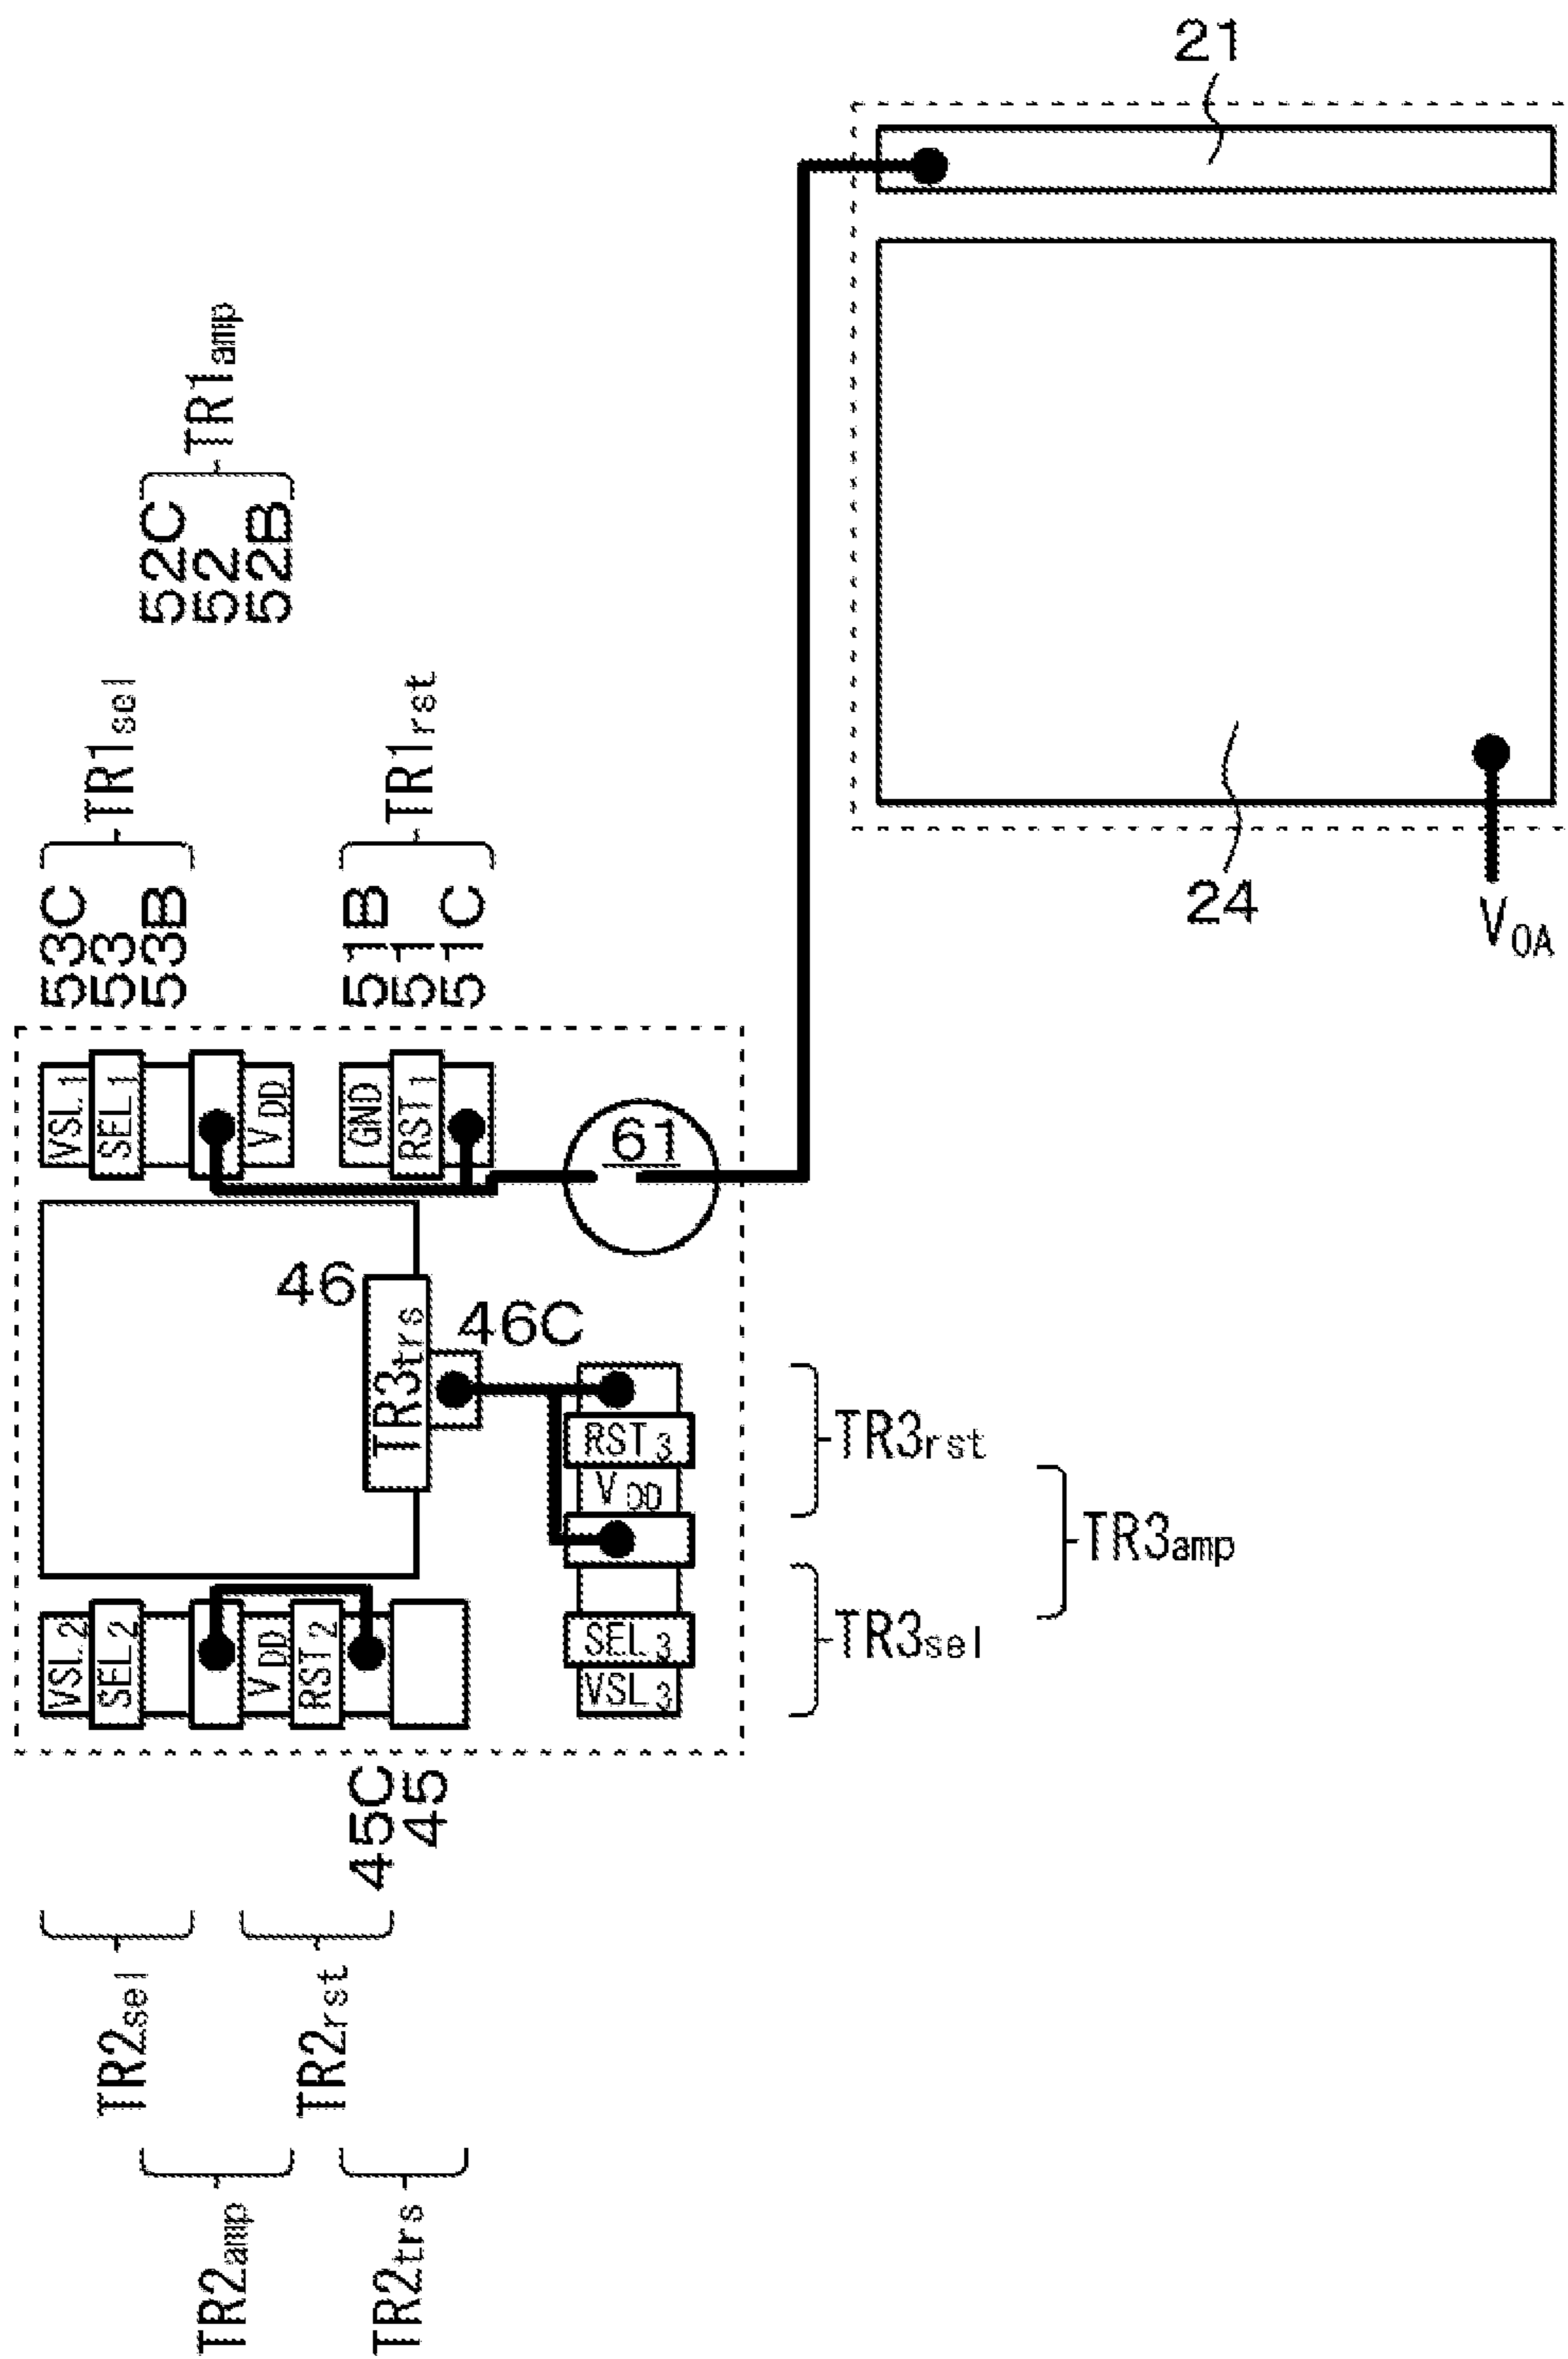 21
TR1amp
52C
52
52B
TR1sel
TR1rst
53C
53
53B
51B
51
51C
24
VOA
VSL1
SEL1
VDD
GND
RST1
61
46
TR3trs
46C
RST3
VDD
SEL3
VSL3
TR3rst
TR3amp
TR3sel
VSL2
SEL2
VDD
RST2
45C
45
TR2sel
TR2rst
TR2amp
TR2trs